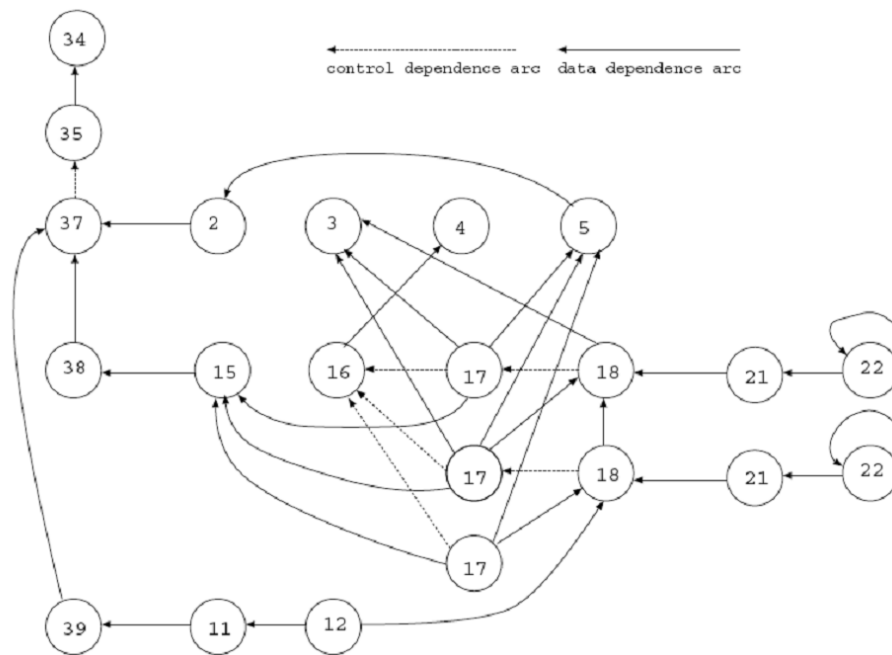 34
control dependence arc data dependence arc
35
37 2 3 4 5
38 15 16 17 18 21 22
17 18 21 22
17
39 11 12